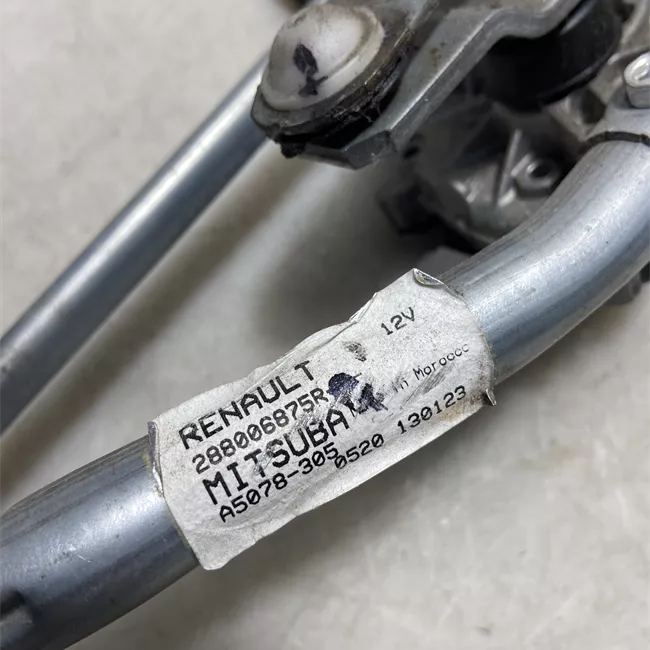 RENAULT 12V
288006875R
MITSUBA in Morocco
A5078-305 0520 130123